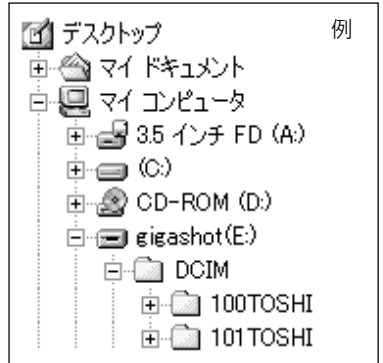 デスクトップ 例
マイ ドキュメント
マイ コンピュータ
3.5 インチ FD (A:)
(C:)
CD-ROM (D:)
gigashot(E:)
DCIM
100TOSHI
101TOSHI